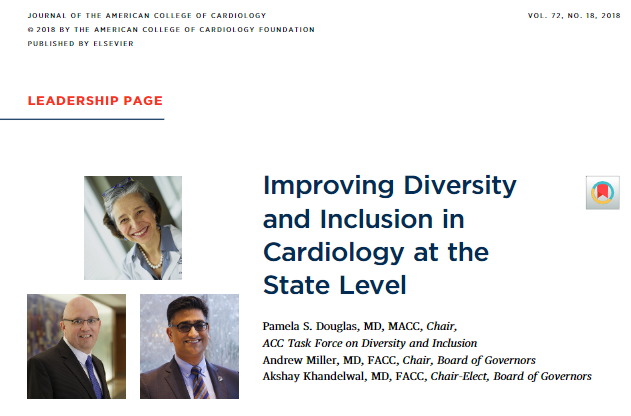 JOURNAL OF THE AMERICAN COLLEGE OF CARDIOLOGY
VOL. 72, NO. 18, 2018
© 2018 BY THE AMERICAN COLLEGE OF CARDIOLOGY FOUNDATION
PUBLISHED BY ELSEVIER
LEADERSHIP PAGE
Improving Diversity
and Inclusion in
Cardiology at the
State Level
Pamela S. Douglas, MD, MACC, Chair,
ACC Task Force on Diversity and Inclusion
Andrew Miller, MD, FACC, Chair, Board of Governors
Akshay Khandelwal, MD, FACC, Chair-Elect, Board of Governors